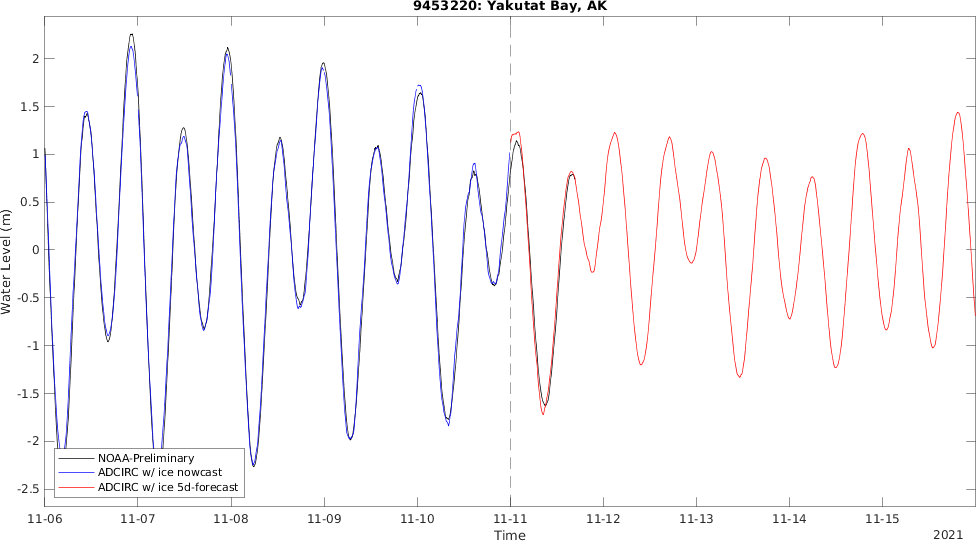 9453220: Yakutat Bay, AK
Water Level (m)
2
1.5
1
0.5
0
-0.5
-1
-1.5
-2
-2.5
NOAA-Preliminary
ADCIRC w/ ice nowcast
ADCIRC w/ ice 5d-forecast
11-06 11-07 11-08 11-09 11-10 11-11 11-12 11-13 11-14 11-15
Time
2021